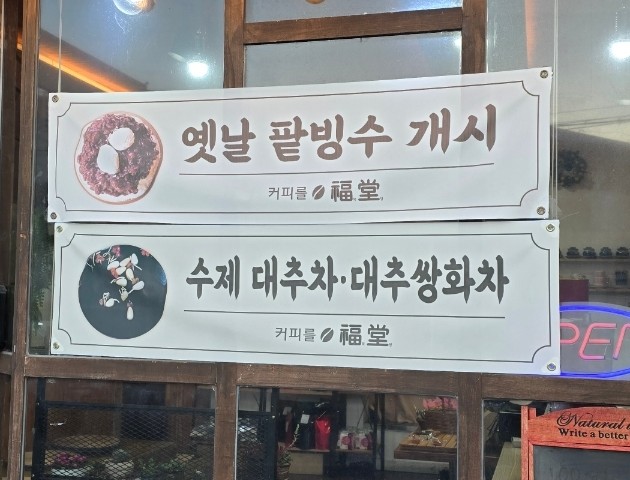 옛날 팥빙수 개시
커피를 福堂
수제 대추차·대추쌍화차
커피를 福堂
PEN
Natural
Write a better